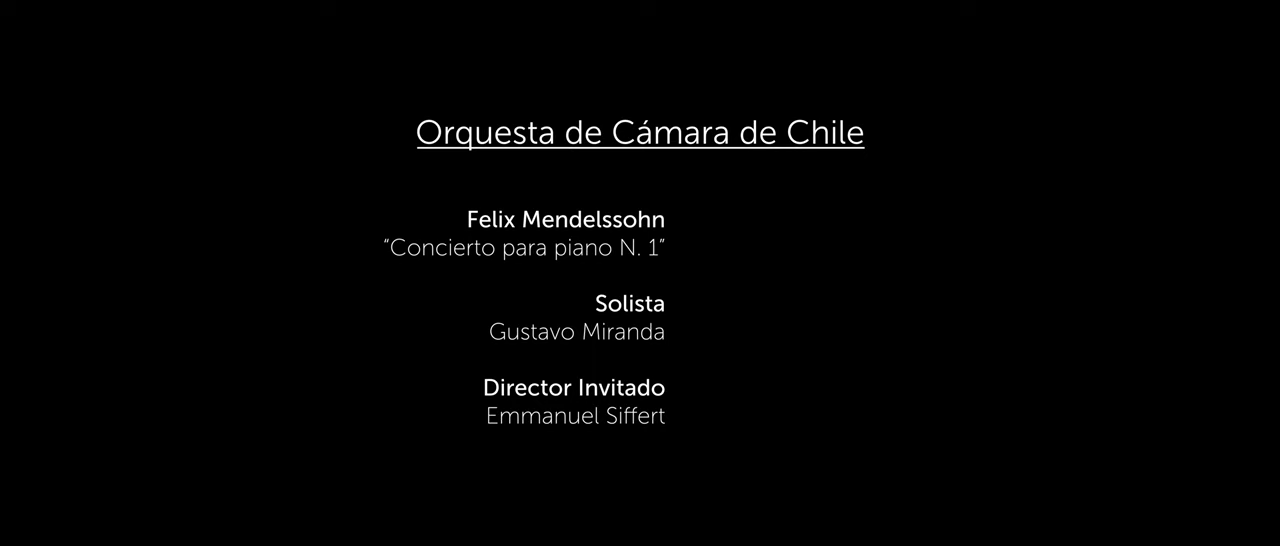 Orquesta de Cámara de Chile
Felix Mendelssohn
“Concierto para piano N. 1”
Solista
Gustavo Miranda
Director Invitado
Emmanuel Siffert